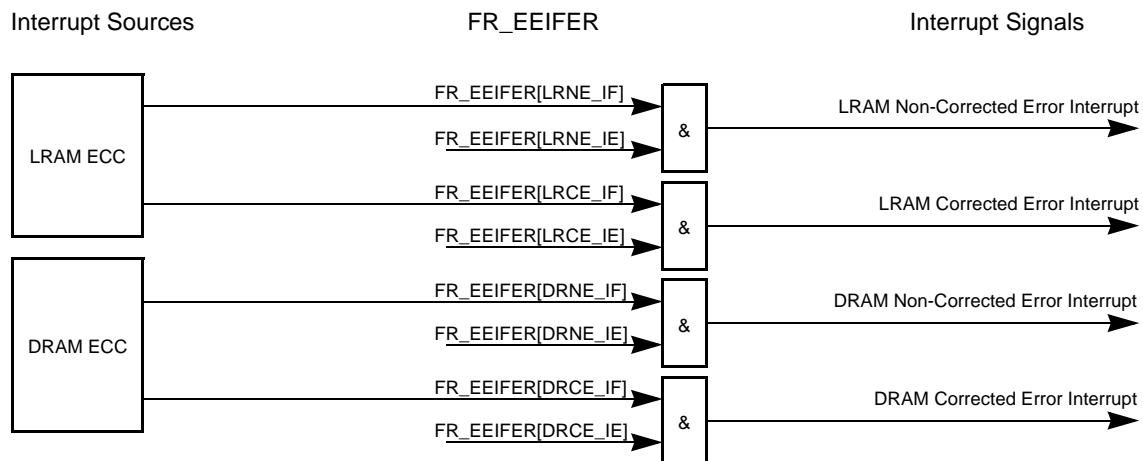 Interrupt Sources
FR_EEIFER
Interrupt Signals
LRAM ECC
FR_EEIFER[LRNE_IF]
FR_EEIFER[LRNE_IE]
&
LRAM Non-Corrected Error Interrupt
FR_EEIFER[LRCE_IF]
FR_EEIFER[LRCE_IE]
&
LRAM Corrected Error Interrupt
DRAM ECC
FR_EEIFER[DRNE_IF]
FR_EEIFER[DRNE_IE]
&
DRAM Non-Corrected Error Interrupt
FR_EEIFER[DRCE_IF]
FR_EEIFER[DRCE_IE]
&
DRAM Corrected Error Interrupt